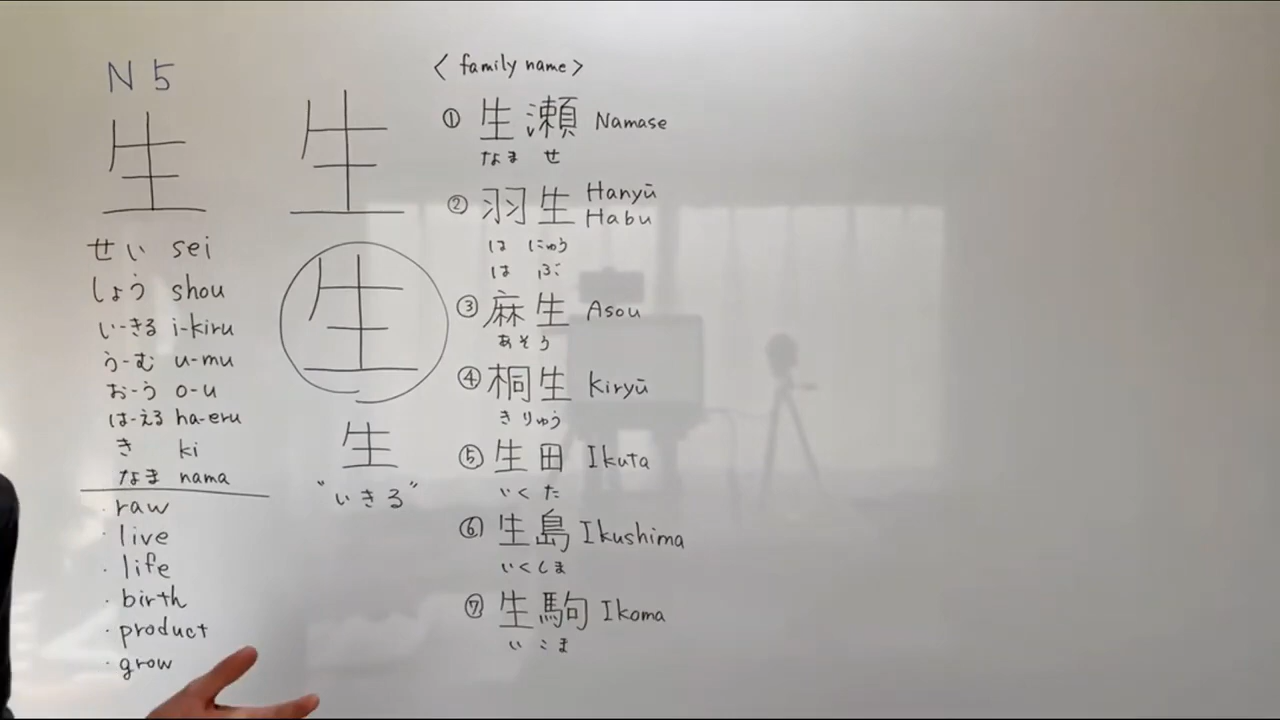 N5
生
せい sei
しょう shou
い-きる i-kiru
う-む u-mu
お-う o-u
は-える ha-eru
き ki
なま nama
・raw
・live
・life
・birth
・product
・grow
生
生
生
"いきる"
〈family name〉
① 生瀬 Namase
なませ
② 羽生 Hanyū
Habu
は にゅう
は ぶ
③ 麻生 Asou
あそう
④ 桐生 Kiryū
きりゅう
⑤ 生田 Ikuta
いくた
⑥ 生島 Ikushima
いくしま
⑦ 生駒 Ikoma
いこま